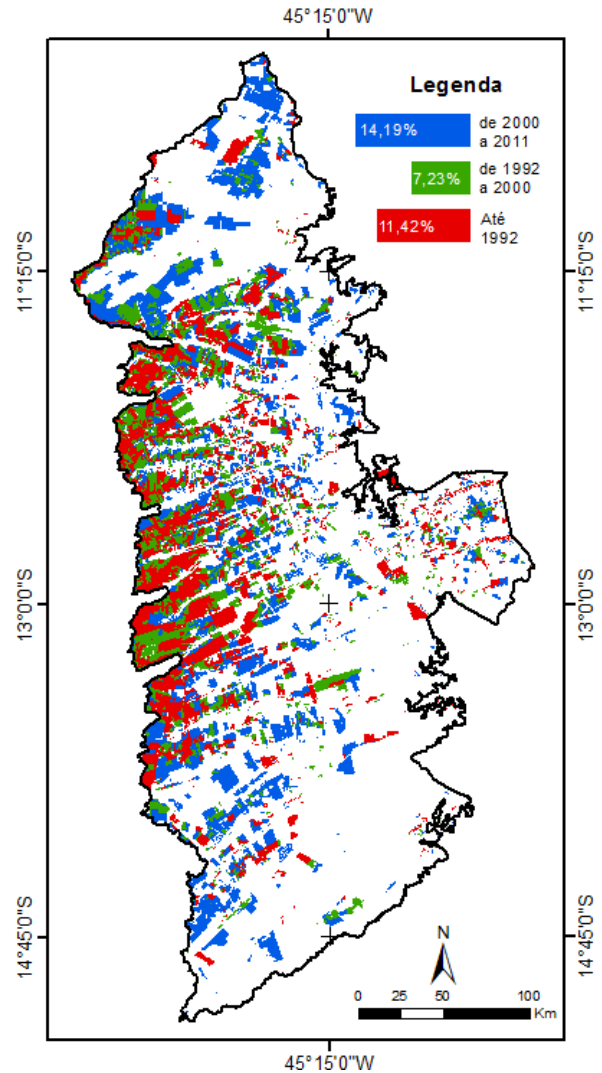 45°15'0"W
Legenda
14,19%
de 2000
a 2011
7,23%
de 1992
a 2000
11,42%
Até
1992
11°15'0"S
11°15'0"S
13°0'0"S
13°0'0"S
14°45'0"S
14°45'0"S
N
0 25 50 100
Km
45°15'0"W